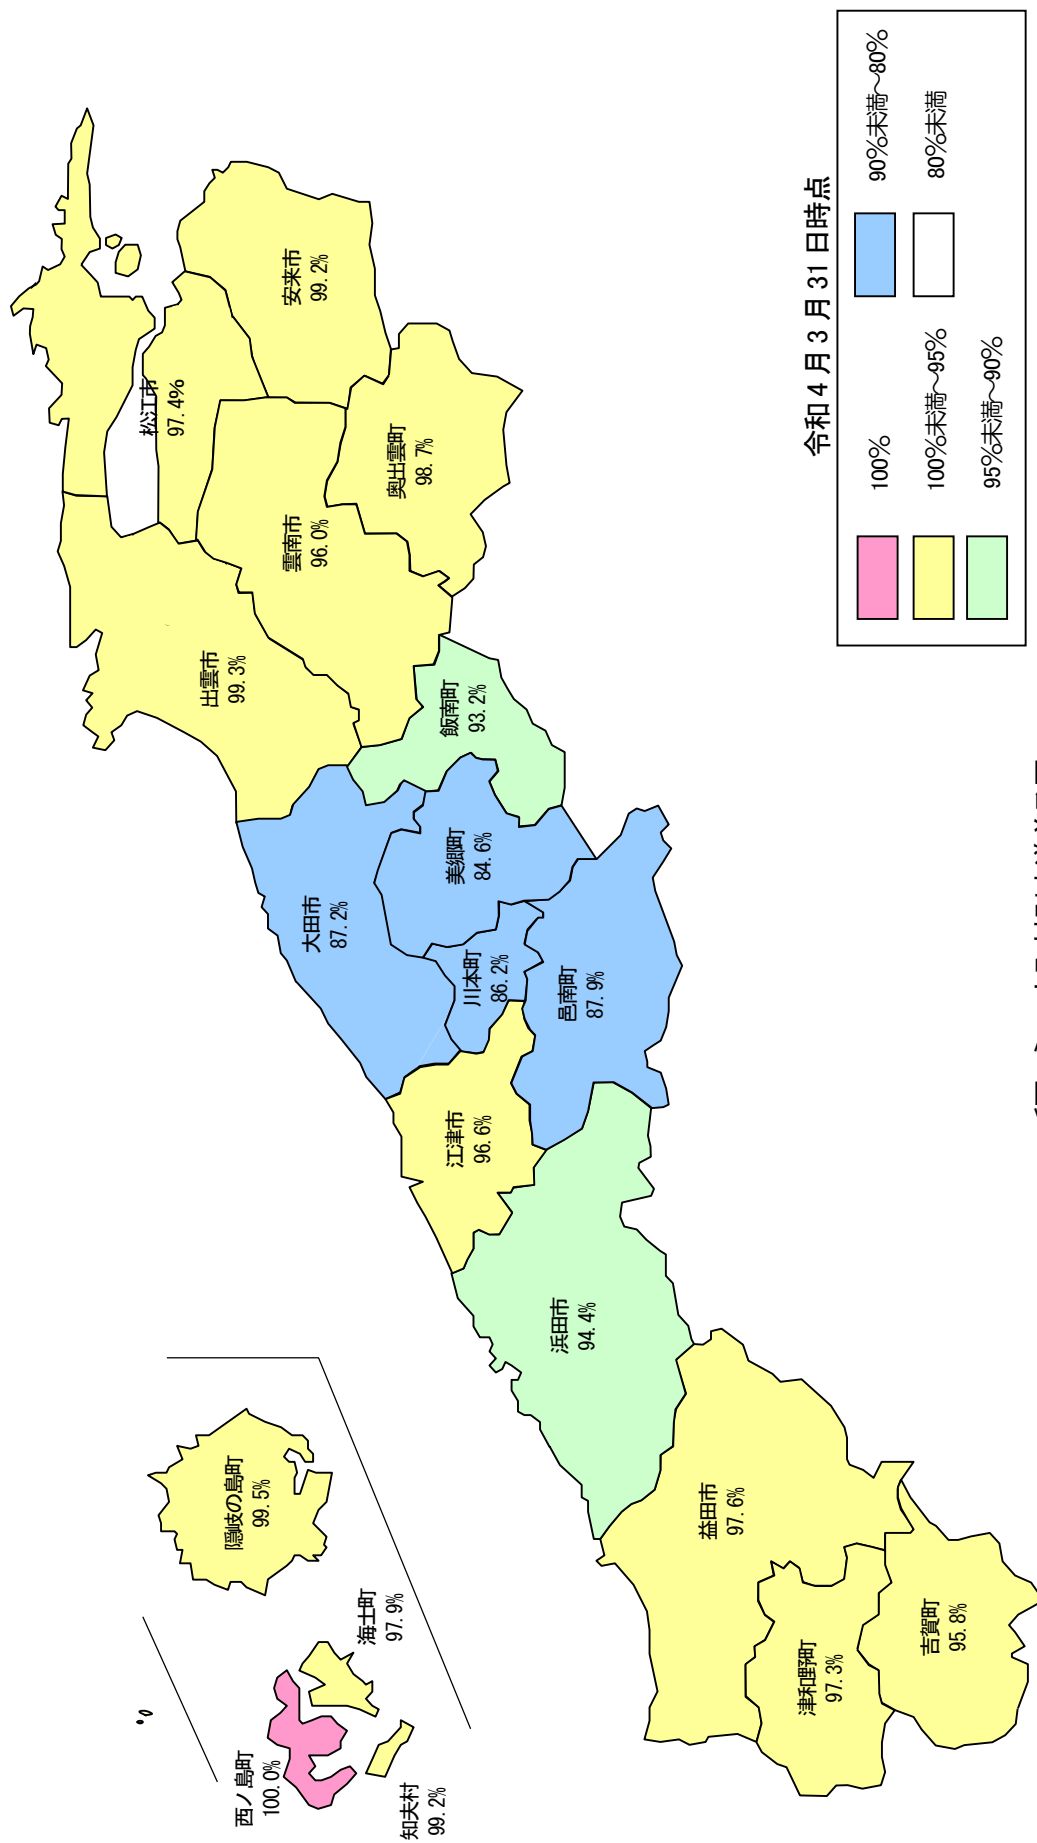 西ノ島町
100.0%
知夫村
99.2%
海士町
97.9%
隠岐の島町
99.5%
松江市
97.4%
安来市
99.2%
出雲市
99.3%
雲南市
96.0%
奥出雲町
98.7%
飯南町
93.2%
大田市
87.2%
美郷町
84.6%
川本町
86.2%
邑南町
87.9%
江津市
96.6%
浜田市
94.4%
益田市
97.6%
津和野町
97.3%
吉賀町
95.8%
令和4月3月31日時点
100%
100%未満~95%
95%未満~90%
90%未満~80%
80%未満